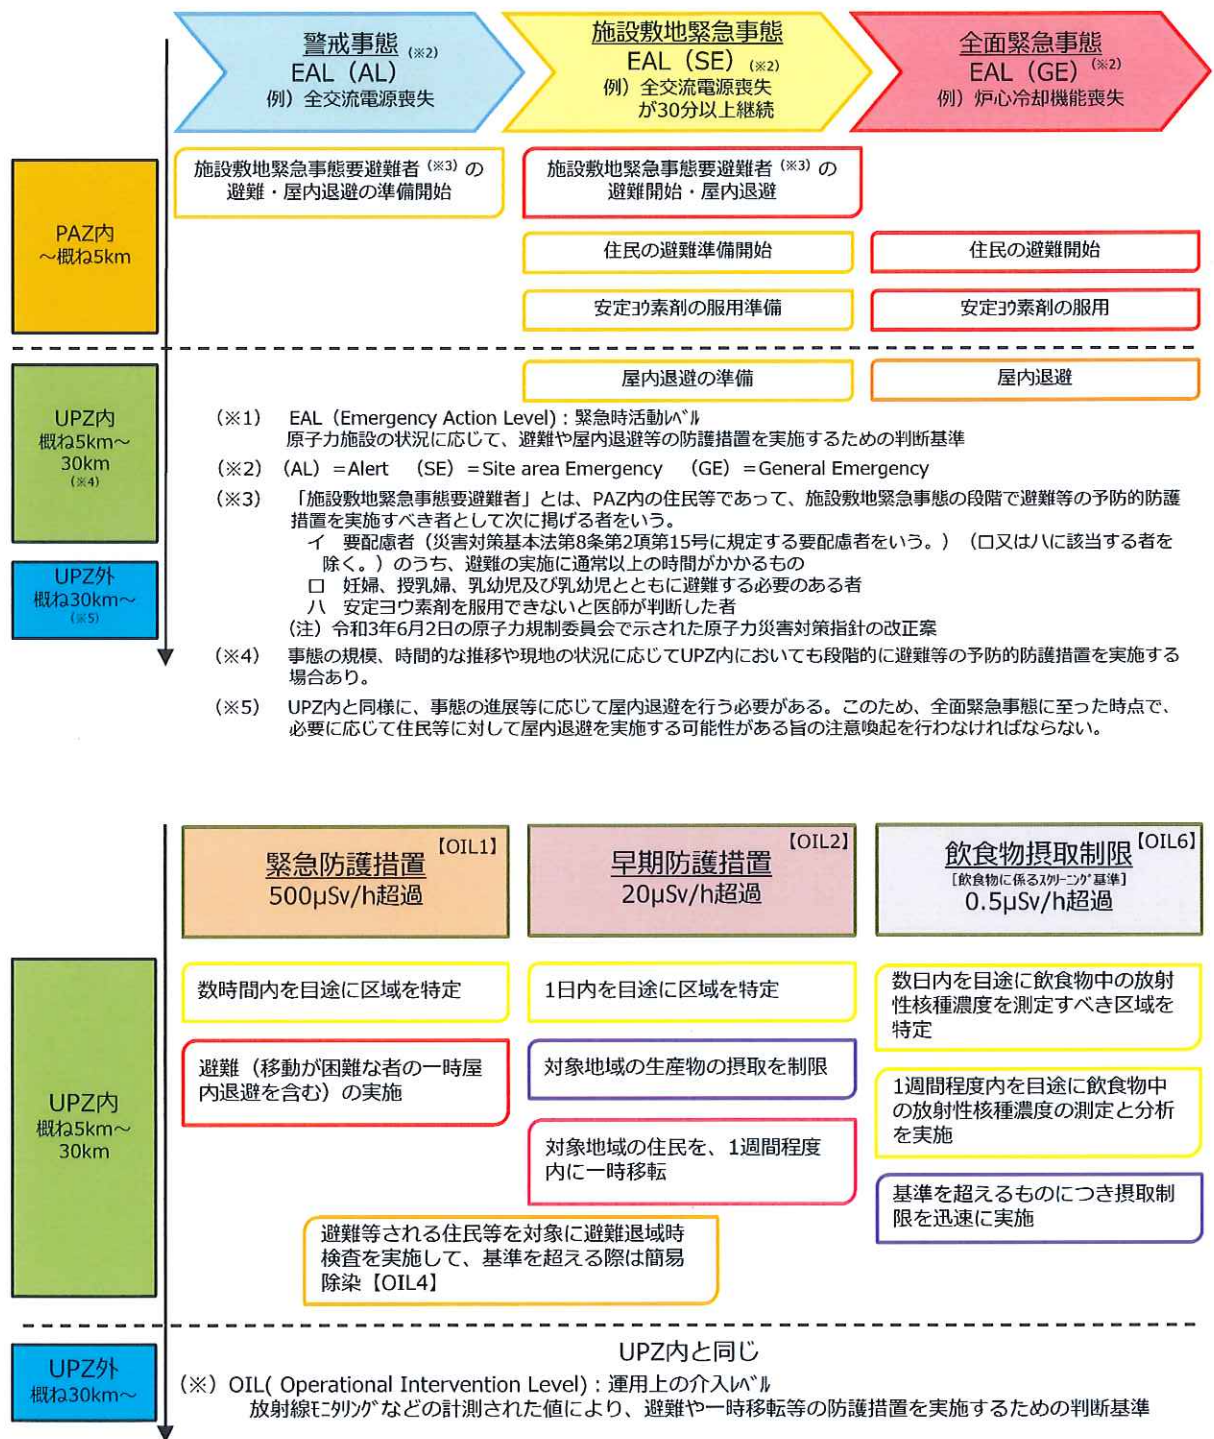 警戒事態 (※2)
EAL（AL）
例）全交流電源喪失
施設敷地緊急事態
EAL（SE）(※2)
例）全交流電源喪失
が30分以上継続
全面緊急事態
EAL（GE）(※2)
例）炉心冷却機能喪失
PAZ内
～概ね5km
施設敷地緊急事態要避難者(※3) の
避難・屋内退避の準備開始
施設敷地緊急事態要避難者(※3) の
避難開始・屋内退避
住民の避難準備開始
住民の避難開始
安定ﾖｳ素剤の服用準備
安定ﾖｳ素剤の服用
UPZ内
概ね5km～
30km
(※4)
屋内退避の準備
屋内退避
UPZ外
概ね30km～
(※5)
（※1） EAL（Emergency Action Level）：緊急時活動ﾚﾍﾞﾙ
原子力施設の状況に応じて、避難や屋内退避等の防護措置を実施するための判断基準
（※2）（AL）=Alert （SE）=Site area Emergency （GE）=General Emergency
（※3） 「施設敷地緊急事態要避難者」とは、PAZ内の住民等であって、施設敷地緊急事態の段階で避難等の予防的防護
措置を実施すべき者として次に掲げる者をいう。
イ 要配慮者（災害対策基本法第8条第2項第15号に規定する要配慮者をいう。）（ロ又はハに該当する者を
除く。）のうち、避難の実施に通常以上の時間がかかるもの
ロ 妊婦、授乳婦、乳幼児及び乳幼児とともに避難する必要のある者
ハ 安定ヨウ素剤を服用できないと医師が判断した者
（注）令和3年6月2日の原子力規制委員会で示された原子力災害対策指針の改正案
（※4） 事態の規模、時間的な推移や現地の状況に応じてUPZ内においても段階的に避難等の予防的防護措置を実施する
場合あり。
（※5） UPZ内と同様に、事態の進展等に応じて屋内退避を行う必要がある。このため、全面緊急事態に至った時点で、
必要に応じて住民等に対して屋内退避を実施する可能性がある旨の注意喚起を行わなければならない。
【OIL1】
緊急防護措置
500μSv/h超過
【OIL2】
早期防護措置
20μSv/h超過
【OIL6】
飲食物摂取制限
[飲食物に係るｽｸﾘｰﾆﾝｸﾞ基準]
0.5μSv/h超過
UPZ内
概ね5km～
30km
数時間内を目途に区域を特定
避難（移動が困難な者の一時屋
内退避を含む）の実施
1日内を目途に区域を特定
対象地域の生産物の摂取を制限
対象地域の住民を、1週間程度
内に一時移転
数日内を目途に飲食物中の放射
性核種濃度を測定すべき区域を
特定
1週間程度内を目途に飲食物中
の放射性核種濃度の測定と分析
を実施
基準を超えるものにつき摂取制
限を迅速に実施
避難等される住民等を対象に避難退域時
検査を実施して、基準を超える際は簡易
除染【OIL4】
UPZ外
概ね30km～
UPZ内と同じ
（※）OIL( Operational Intervention Level)：運用上の介入ﾚﾍﾞﾙ
放射線ﾓﾆﾀﾘﾝｸﾞなどの計測された値により、避難や一時移転等の防護措置を実施するための判断基準